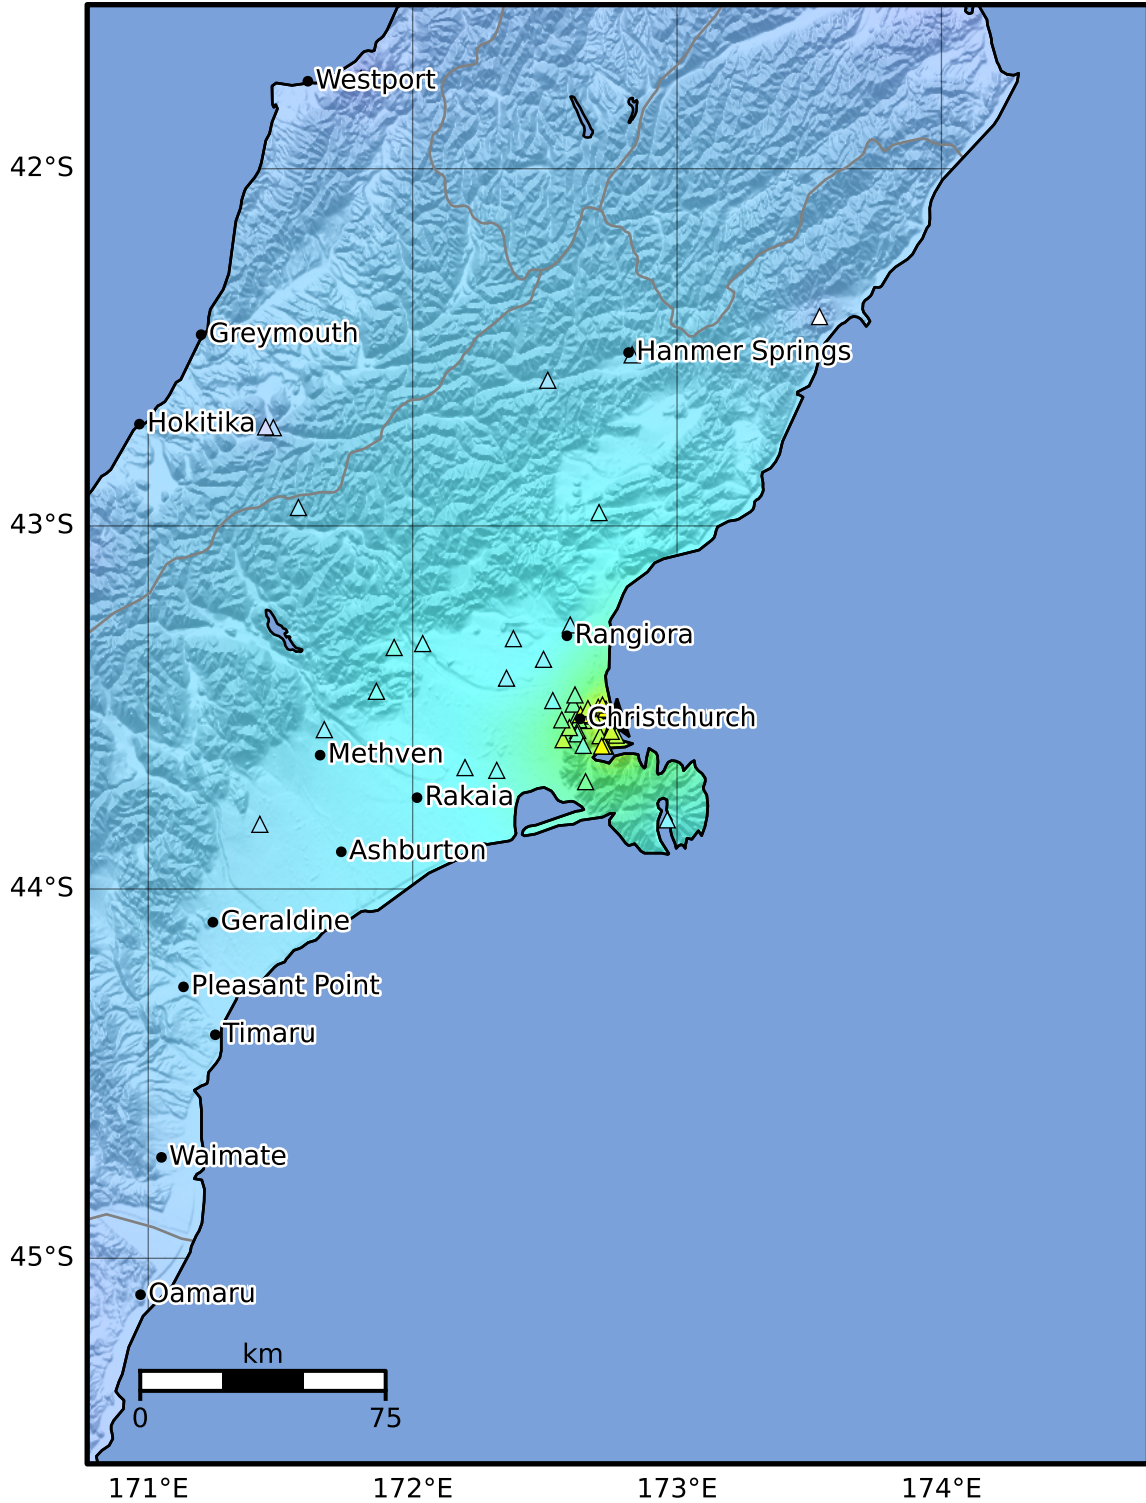 Westport
42°S
Greymouth
Hanmer Springs
Hokitika
43°S
Rangiora
Christchurch
Methven
Rakaia
Ashburton
44°S
Geraldine
Pleasant Point
Timaru
Waimate
45°S
Oamaru
km
0 75
171°E 172°E 173°E 174°E